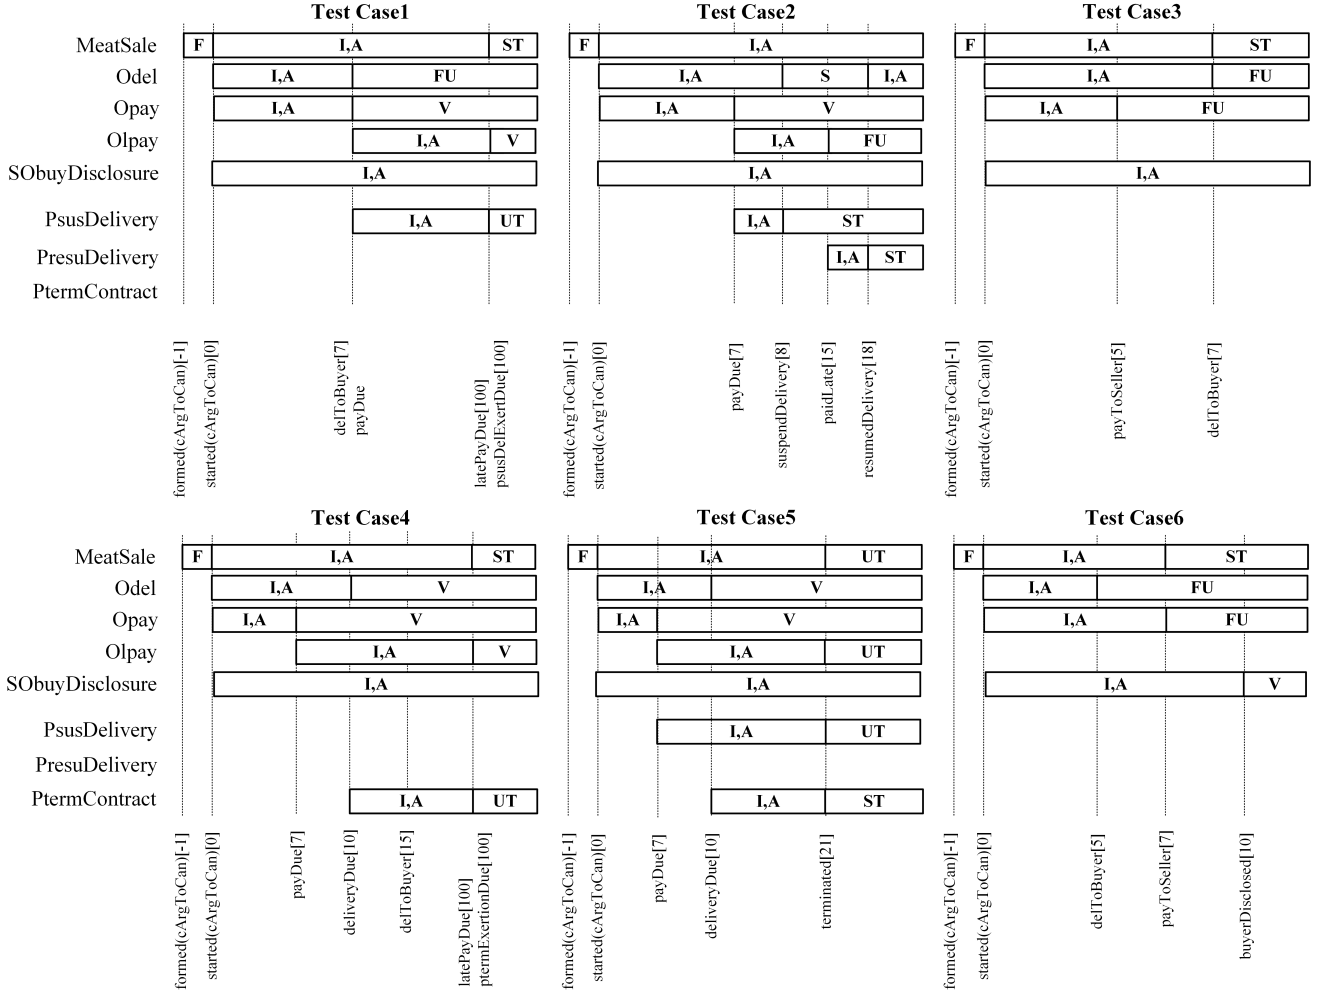 Test Case1 Test Case2 Test Case3
MeatSale F I,A ST F I,A F I,A ST
Odel I,A FU I,A S I,A I,A FU
Opay I,A V I,A V I,A FU
Olpay I,A V I,A FU
SObuyDisclosure I,A I,A I,A
PsusDelivery I,A UT I,A ST
PresuDelivery I,A ST
PtermContract
formed(cArgToCan)[-1]
started(cArgToCan)[0]
delToBuyer[7]
payDue
latePayDue[100]
psusDelExertDue[100]
formed(cArgToCan)[-1]
started(cArgToCan)[0]
payDue[7]
suspendDelivery[8]
paidLate[15]
resumedDelivery[18]
formed(cArgToCan)[-1]
started(cArgToCan)[0]
payToSeller[5]
delToBuyer[7]
Test Case4 Test Case5 Test Case6
MeatSale F I,A ST F I,A UT F I,A ST
Odel I,A V I,A V I,A FU
Opay I,A V I,A V I,A FU
Olpay I,A V I,A UT
SObuyDisclosure I,A I,A I,A V
PsusDelivery I,A UT
PresuDelivery
PtermContract I,A UT I,A ST
formed(cArgToCan)[-1]
started(cArgToCan)[0]
payDue[7]
deliveryDue[10]
delToBuyer[15]
latePayDue[100]
ptermExertionDue[100]
formed(cArgToCan)[-1]
started(cArgToCan)[0]
payDue[7]
deliveryDue[10]
terminated[21]
formed(cArgToCan)[-1]
started(cArgToCan)[0]
delToBuyer[5]
payToSeller[7]
buyerDisclosed[10]